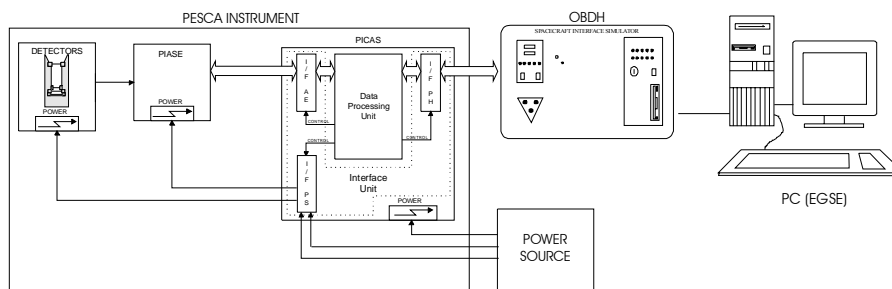 PESCA INSTRUMENT
OBDH
DETECTORS
POWER
PIASE
POWER
PICAS
I/F AE
Data
Processing
Unit
I/F PH
CONTROL
CONTROL
CONTROL
I/F PS
Interface
Unit
POWER
SPACECRAFT INTERFACE SIMULATOR
POWER
SOURCE
PC (EGSE)